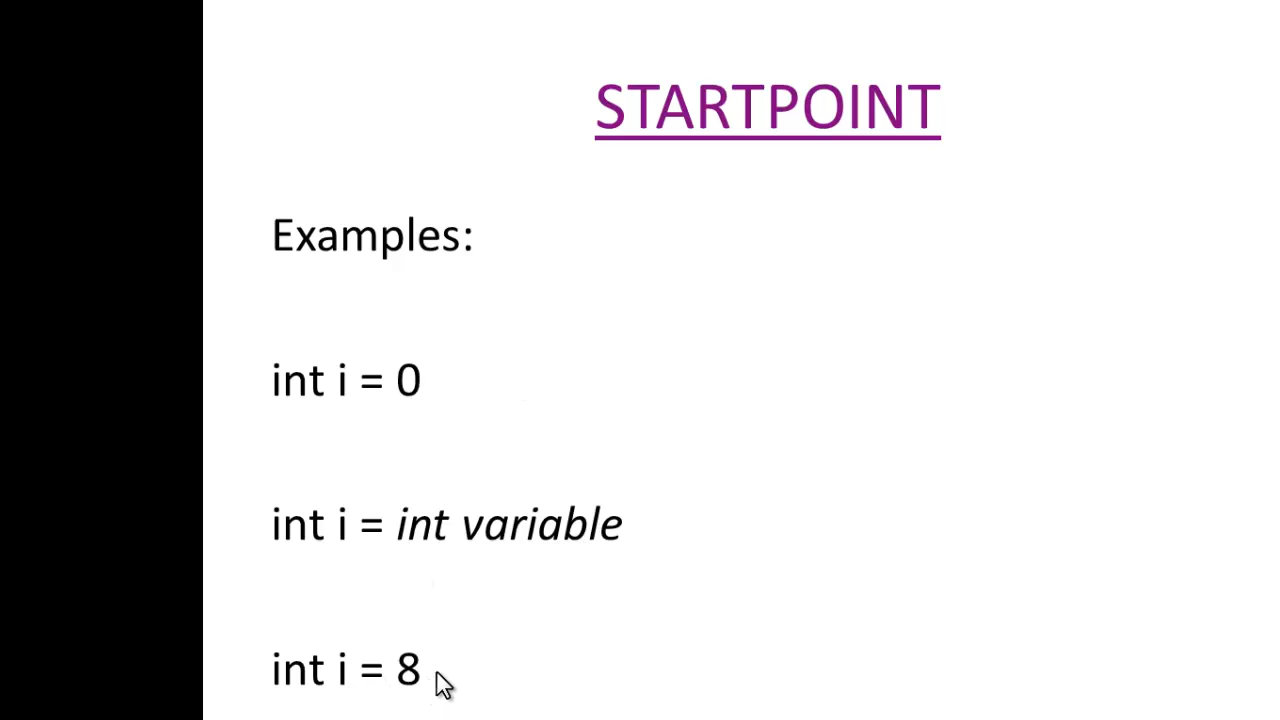 STARTPOINT
Examples:
int i = 0
int i = int variable
int i = 8